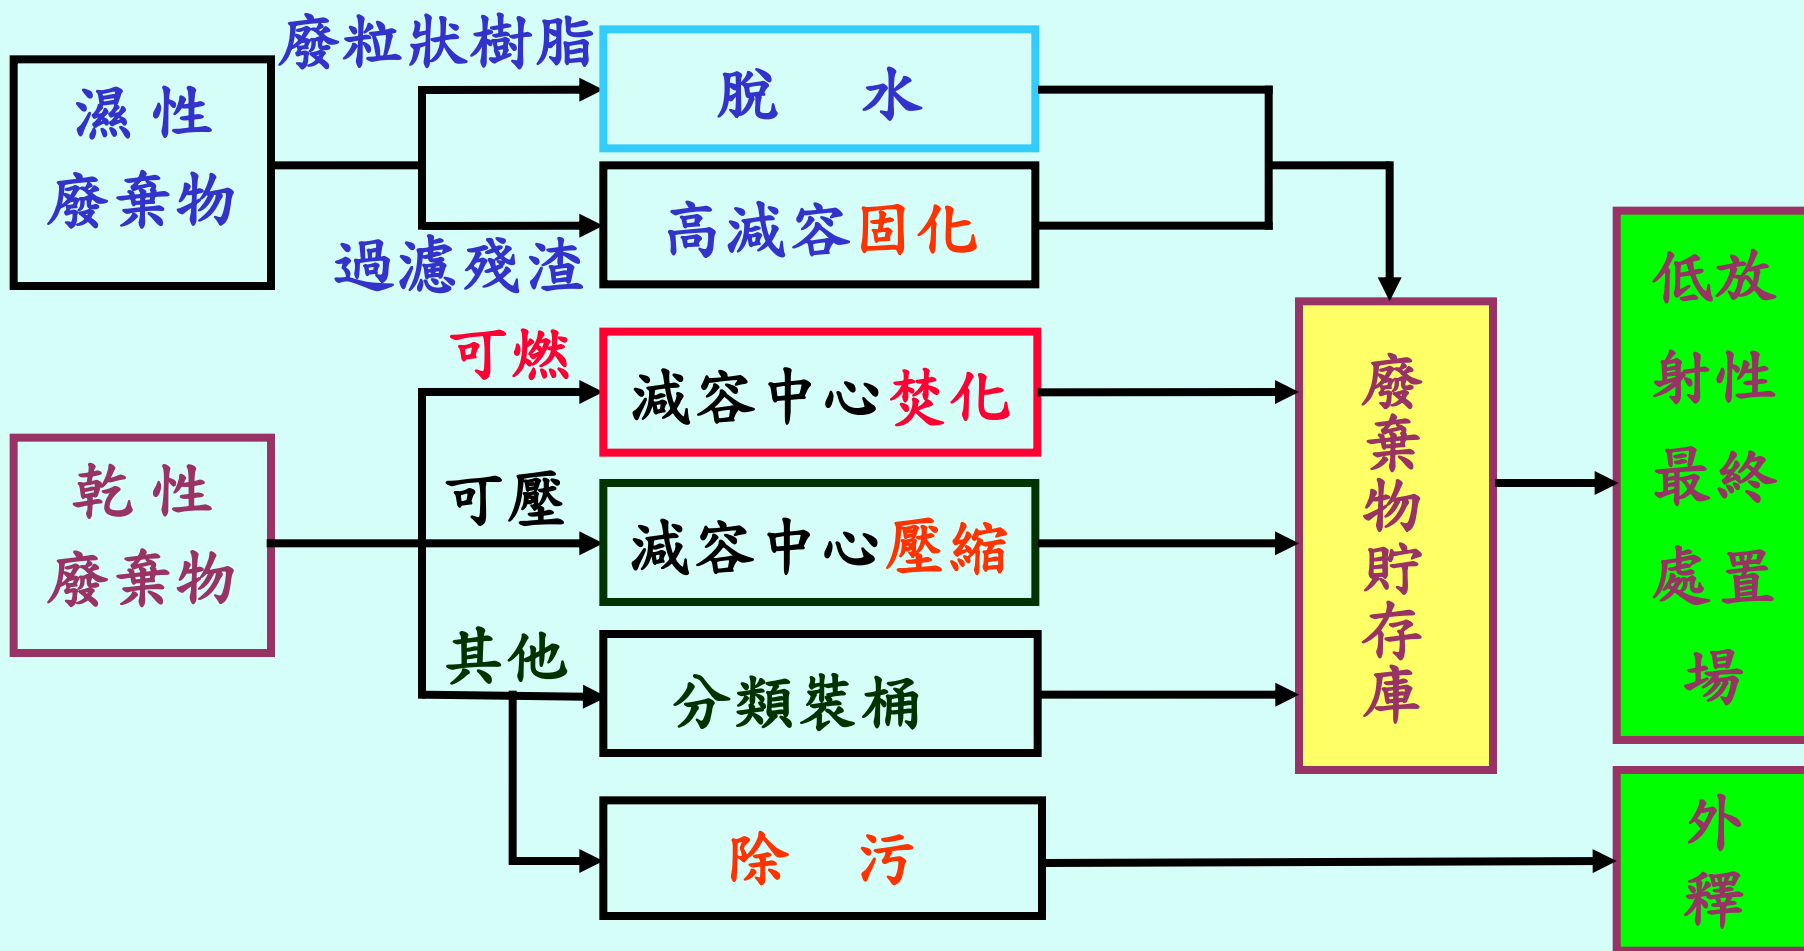 濕性
廢棄物
廢粒狀樹脂
脫水
過濾殘渣
高減容固化
乾性
廢棄物
可燃
減容中心焚化
可壓
減容中心壓縮
其他
分類裝桶
除污
廢棄物貯存庫
低放
射性
最終
處置
場
外
釋